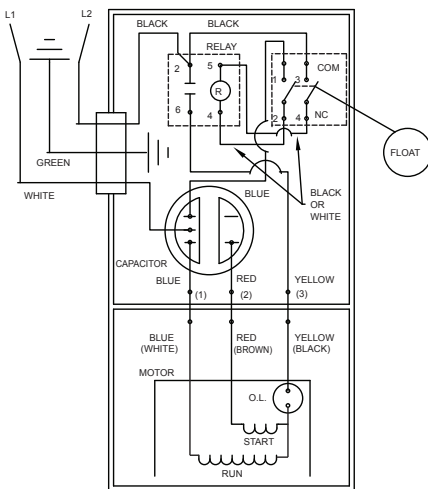 L1 L2
BLACK BLACK
RELAY
2 5 1 3 COM
R
6 4 2 4 NC
FLOAT
GREEN
WHITE
BLUE
BLACK
OR
WHITE
CAPACITOR
BLUE RED YELLOW
(1) (2) (3)
BLUE RED YELLOW
(WHITE) (BROWN) (BLACK)
MOTOR
O.L.
START
RUN